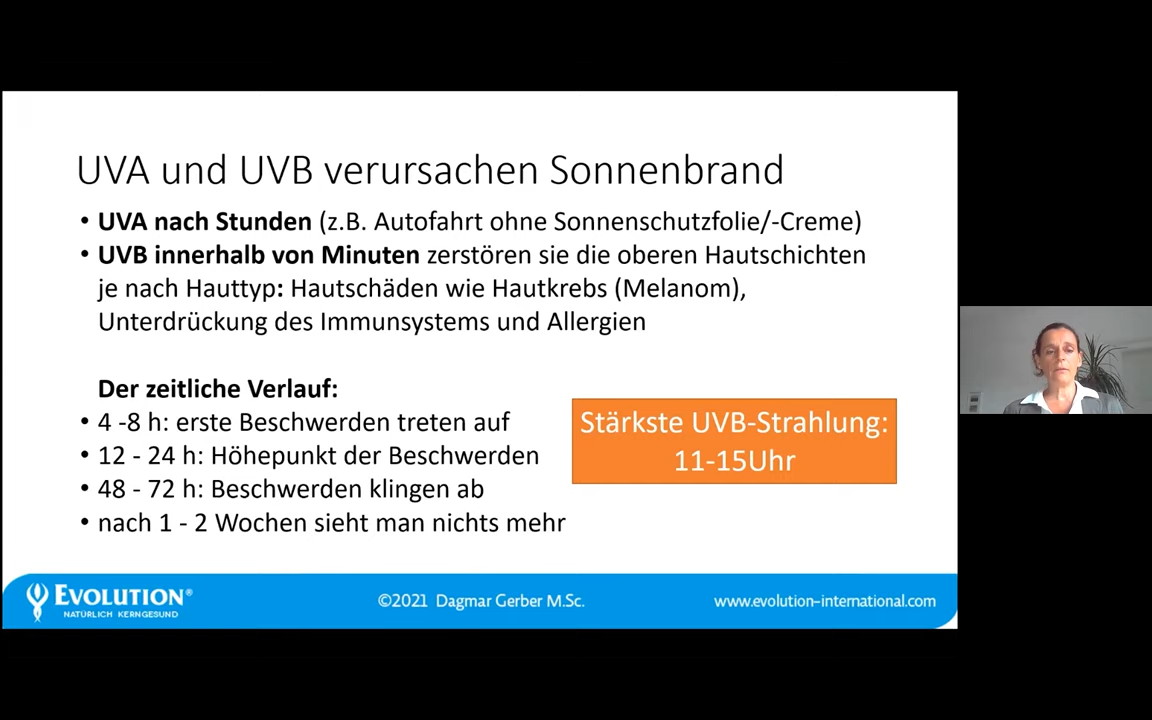 UVA und UVB verursachen Sonnenbrand
• UVA nach Stunden (z.B. Autofahrt ohne Sonnenschutzfolie/-Creme)
• UVB innerhalb von Minuten zerstören sie die oberen Hautschichten
je nach Hauttyp: Hautschäden wie Hautkrebs (Melanom),
Unterdrückung des Immunsystems und Allergien
Der zeitliche Verlauf:
• 4 -8 h: erste Beschwerden treten auf
• 12 - 24 h: Höhepunkt der Beschwerden
• 48 - 72 h: Beschwerden klingen ab
• nach 1 - 2 Wochen sieht man nichts mehr
Stärkste UVB-Strahlung:
11-15Uhr
EVOLUTION®
NATÜRLICH KERNGESUND
©2021 Dagmar Gerber M.Sc.
www.evolution-international.com